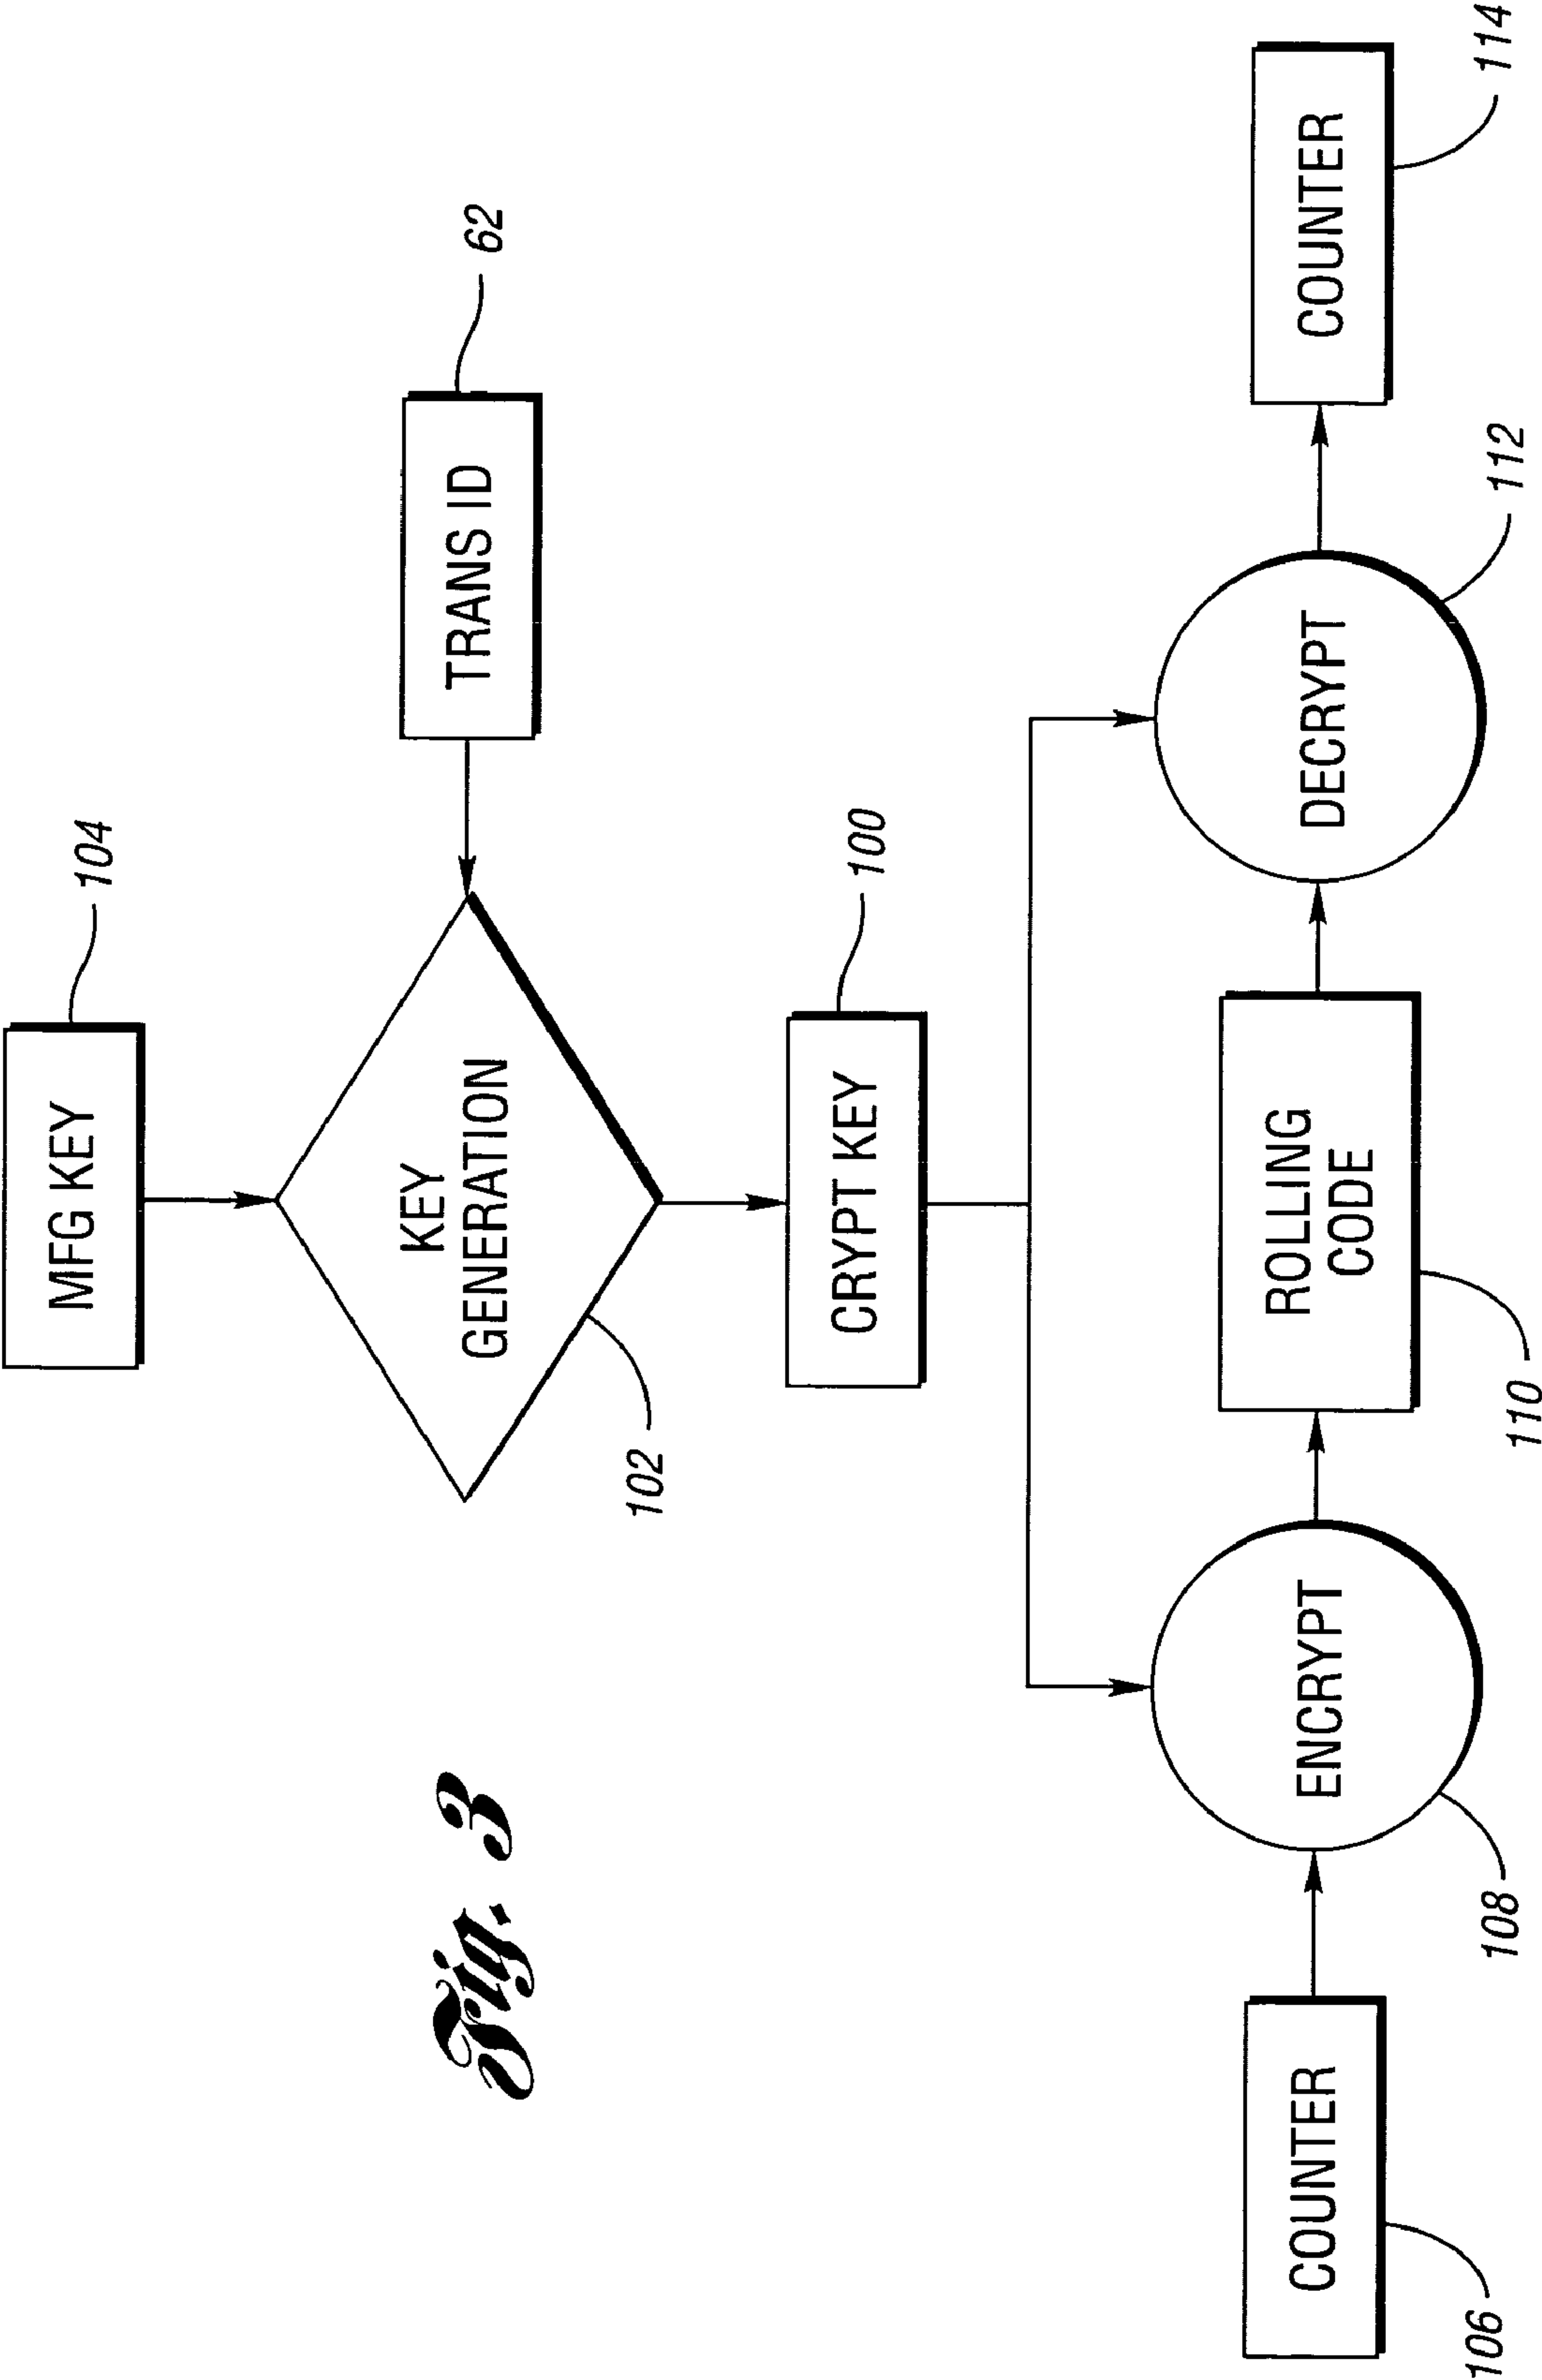 104
MFG KEY
62
TRANS ID
KEY
GENERATION
102
100
CRYPT KEY
Fig. 3
COUNTER
106
ENCRYPT
108
ROLLING
CODE
110
DECRYPT
112
COUNTER
114